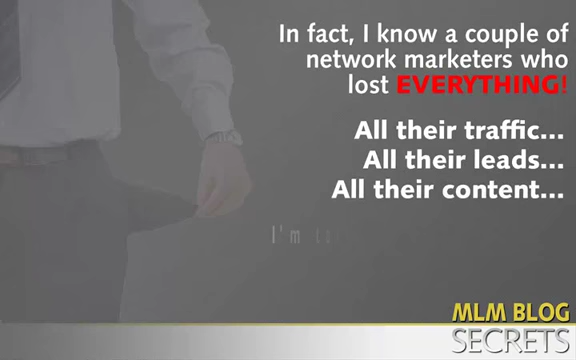 In fact, I know a couple of
network marketers who
lost EVERYTHING!
All their traffic...
All their leads...
All their content...
I'm
MLM BLOG
SECRETS